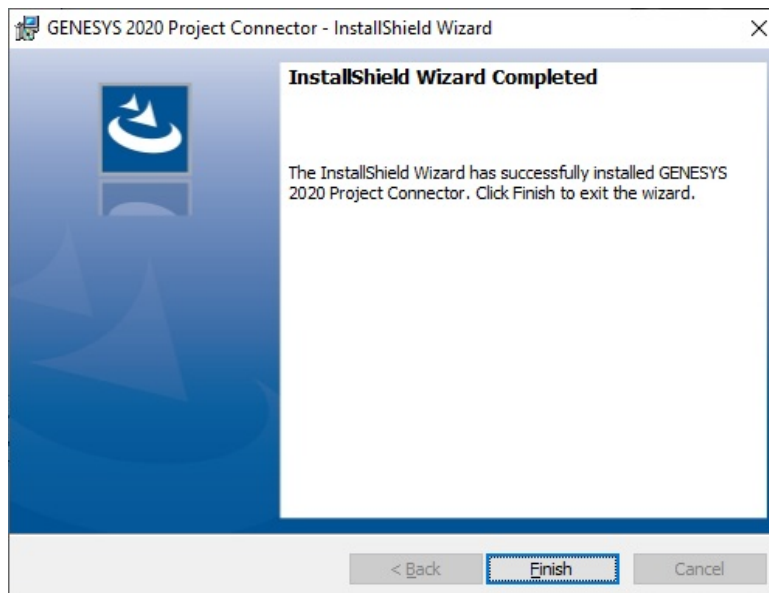 GENESYS 2020 Project Connector - InstallShield Wizard
InstallShield Wizard Completed
The InstallShield Wizard has successfully installed GENESYS
2020 Project Connector. Click Finish to exit the wizard.
< Back
Finish
Cancel